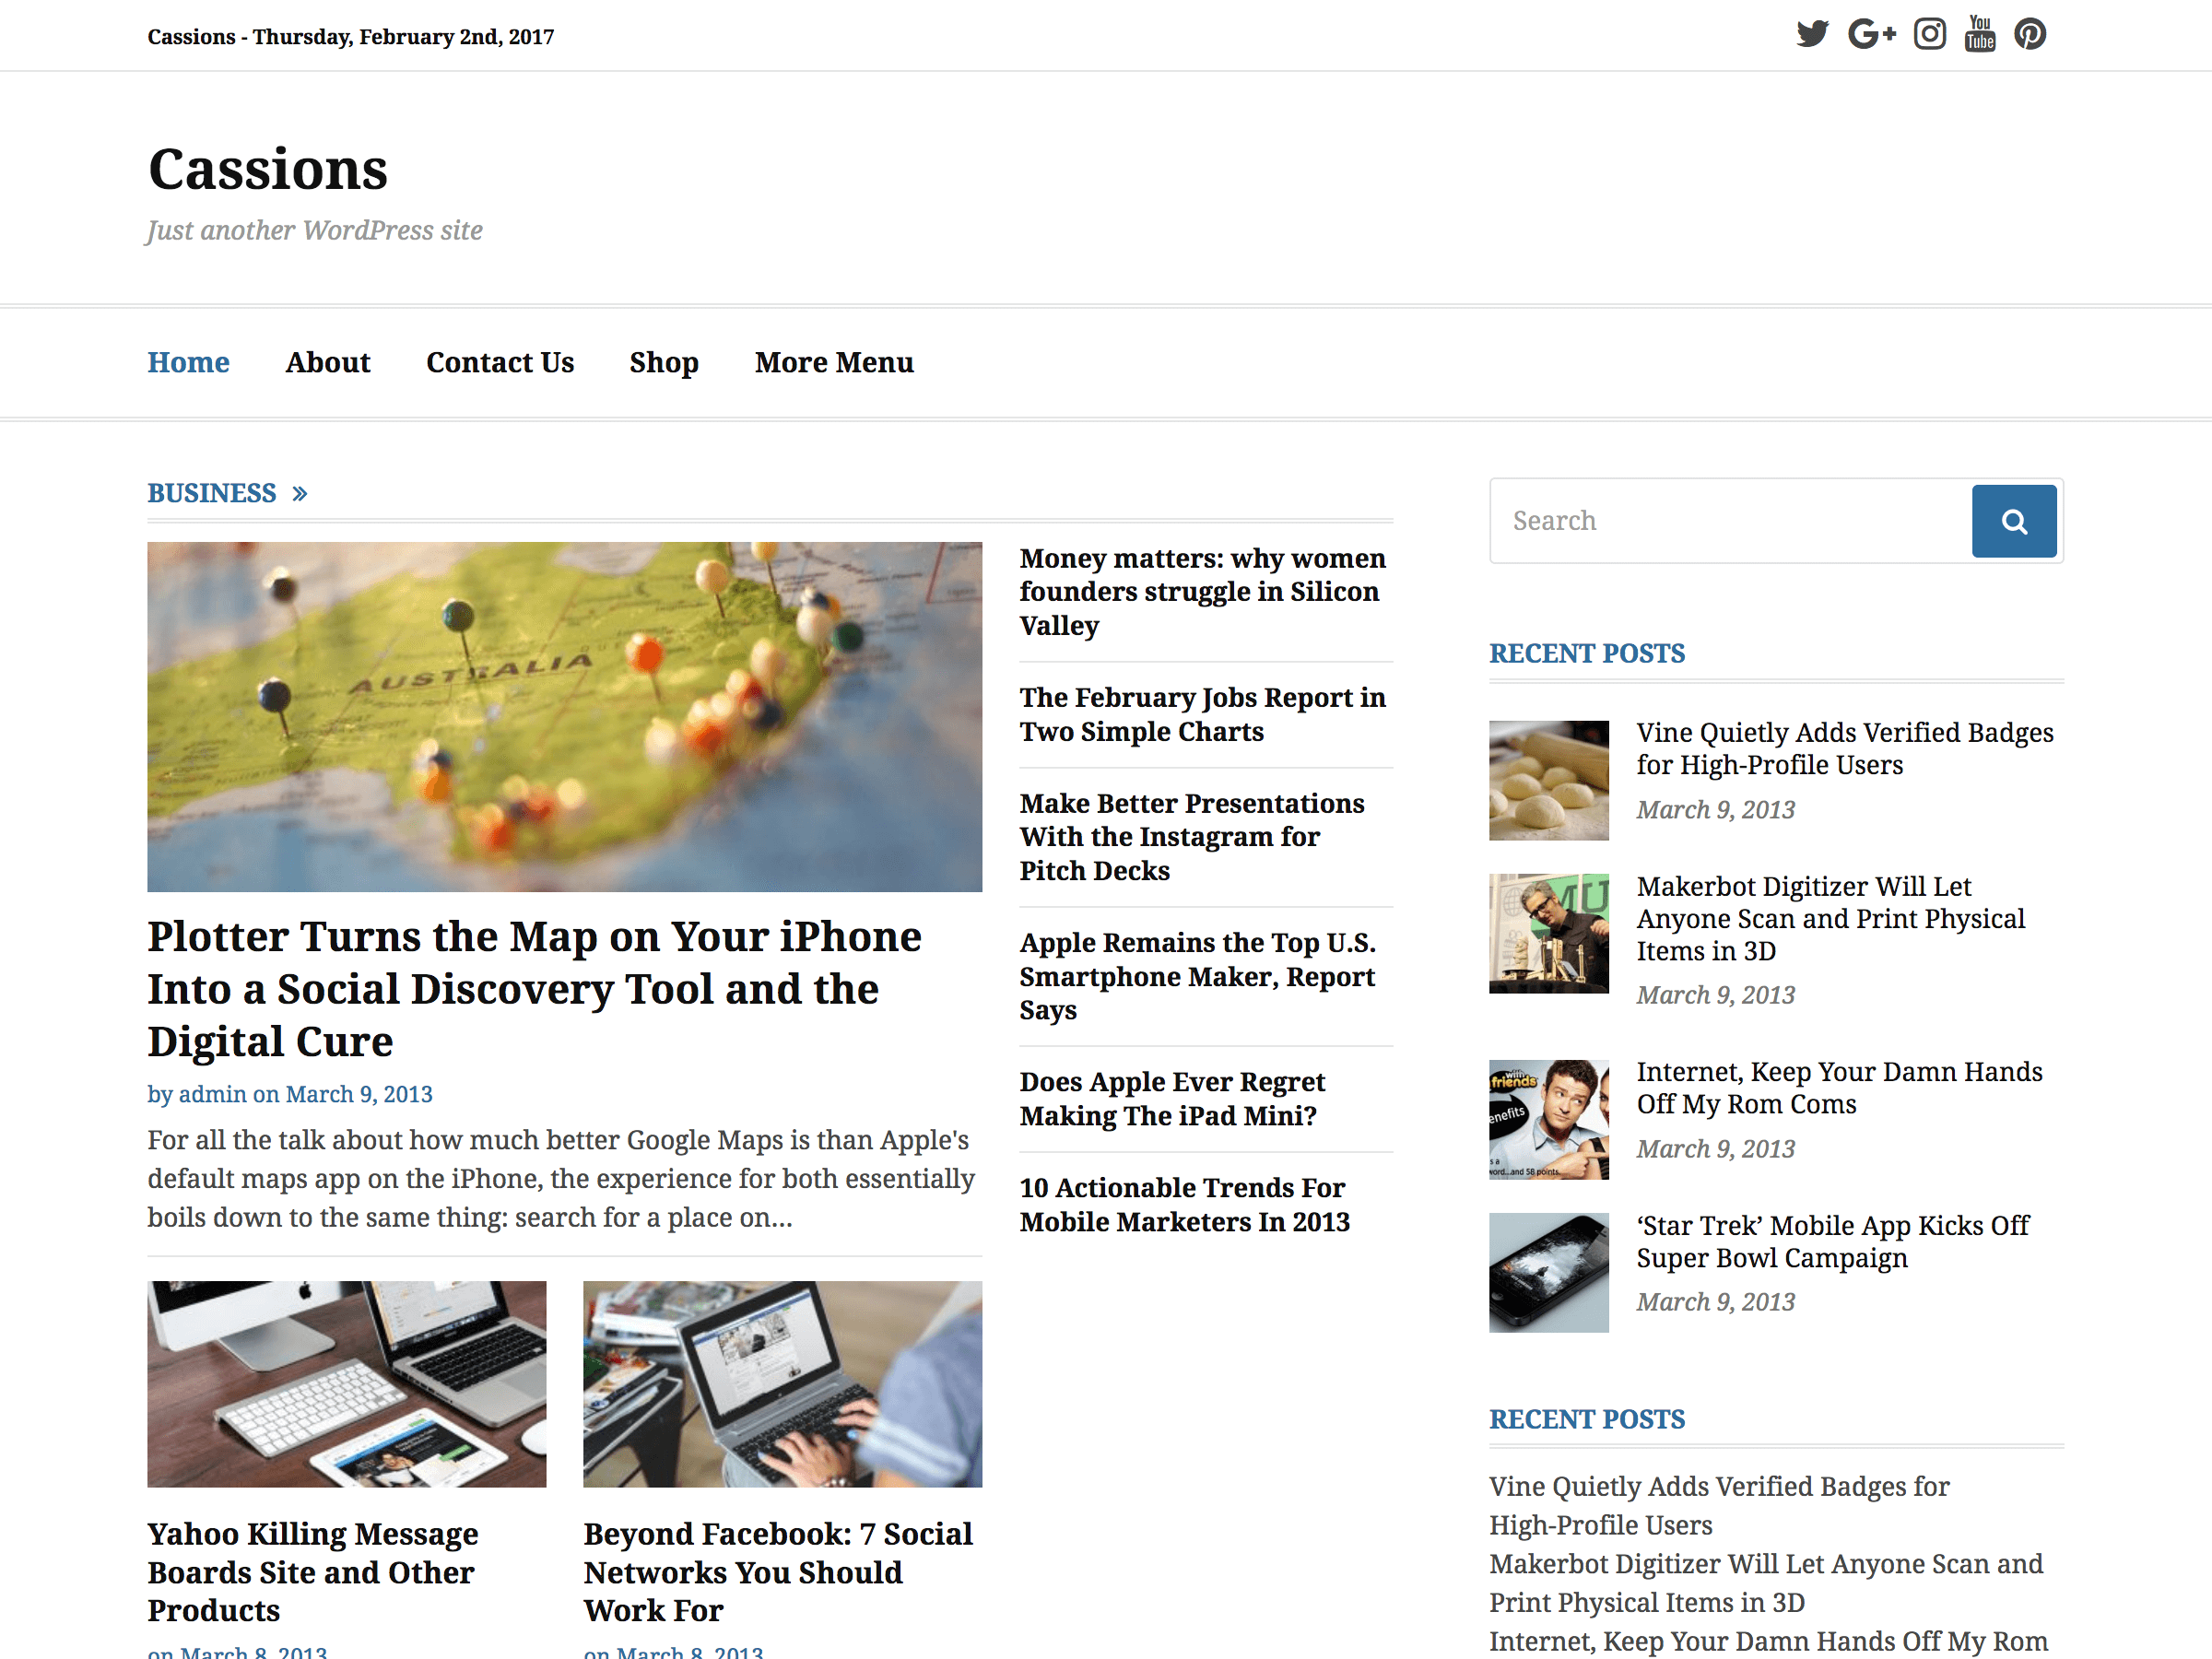 Cassions - Thursday, February 2nd, 2017
You
Tube
Cassions
Just another WordPress site
Home About Contact Us Shop More Menu
BUSINESS »
AUSTRALIA
Plotter Turns the Map on Your iPhone
Into a Social Discovery Tool and the
Digital Cure
by admin on March 9, 2013
For all the talk about how much better Google Maps is than Apple's
default maps app on the iPhone, the experience for both essentially
boils down to the same thing: search for a place on...
Yahoo Killing Message
Boards Site and Other
Products
on March 8, 2013
Beyond Facebook: 7 Social
Networks You Should
Work For
on March 8, 2013
Money matters: why women
founders struggle in Silicon
Valley
The February Jobs Report in
Two Simple Charts
Make Better Presentations
With the Instagram for
Pitch Decks
Apple Remains the Top U.S.
Smartphone Maker, Report
Says
Does Apple Ever Regret
Making The iPad Mini?
10 Actionable Trends For
Mobile Marketers In 2013
Search
RECENT POSTS
Vine Quietly Adds Verified Badges
for High-Profile Users
March 9, 2013
MU
Makerbot Digitizer Will Let
Anyone Scan and Print Physical
Items in 3D
March 9, 2013
with
friends
enefits
s a
word...and 58 points.
Internet, Keep Your Damn Hands
Off My Rom Coms
March 9, 2013
‘Star Trek’ Mobile App Kicks Off
Super Bowl Campaign
March 9, 2013
RECENT POSTS
Vine Quietly Adds Verified Badges for
High-Profile Users
Makerbot Digitizer Will Let Anyone Scan and
Print Physical Items in 3D
Internet, Keep Your Damn Hands Off My Rom